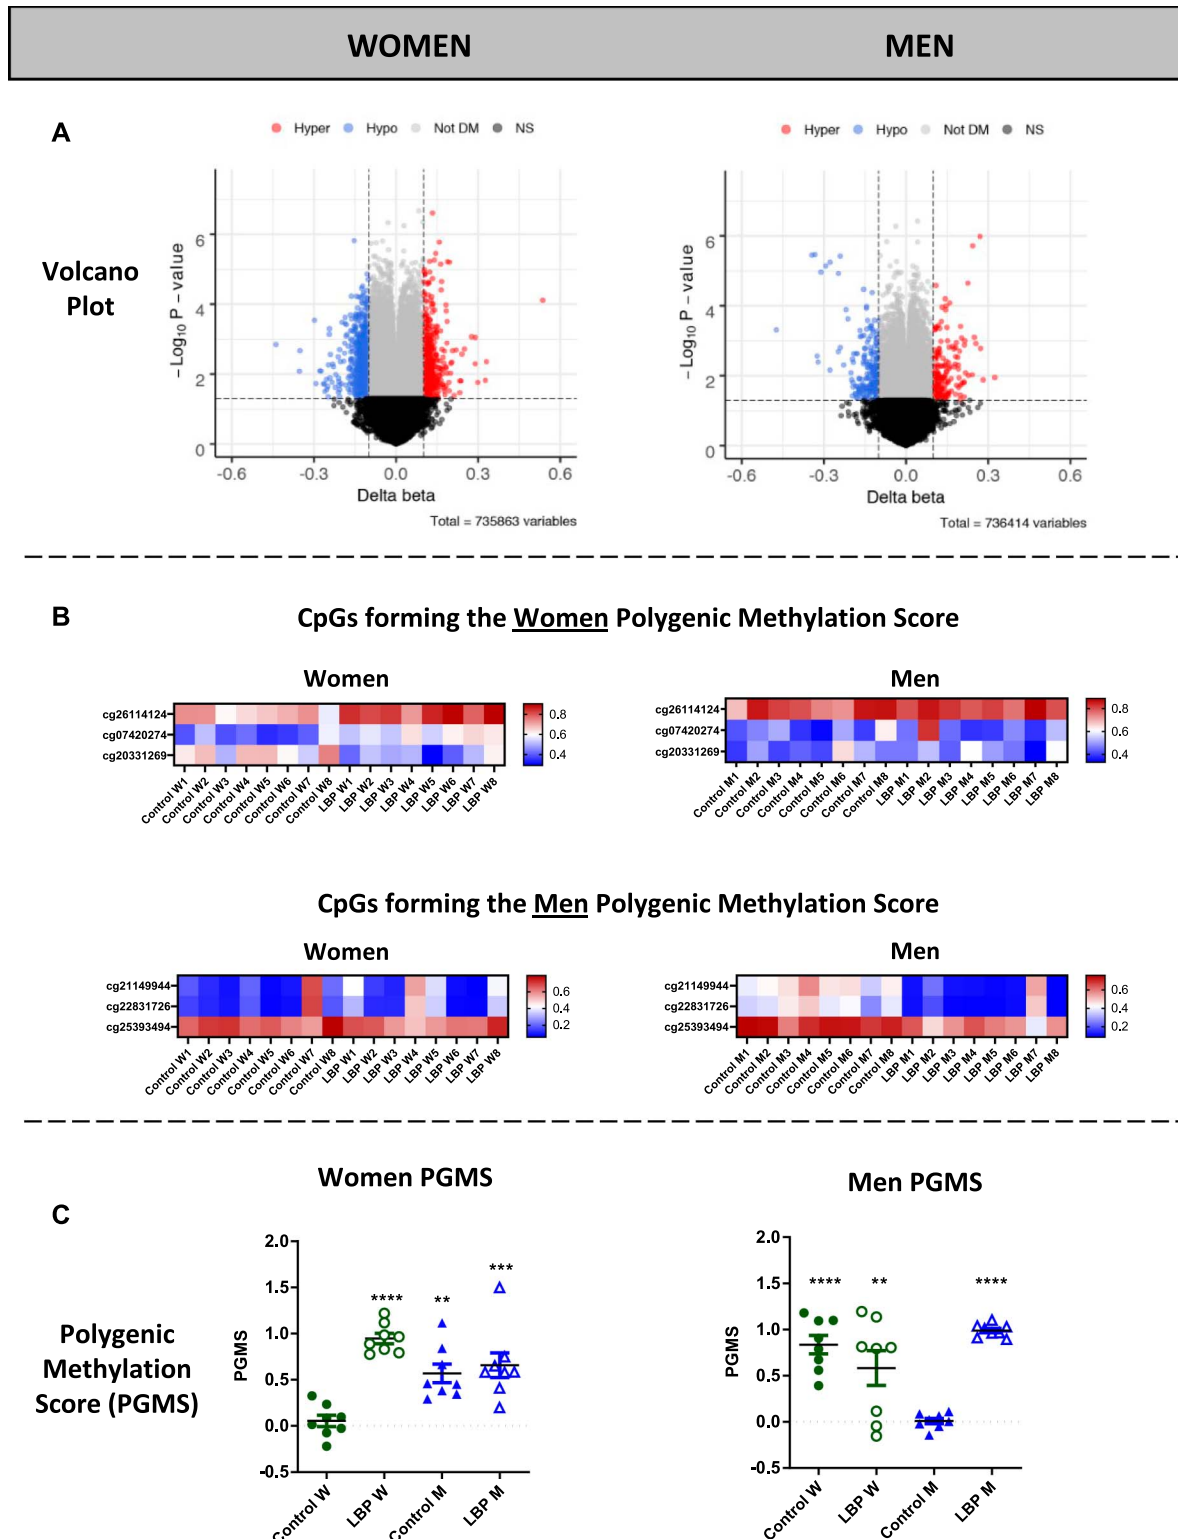 WOMEN MEN
A
Hyper Hypo Not DM NS
Hyper Hypo Not DM NS
Volcano
Plot
−Log10 P − value
6
4
2
0
-0.6 -0.3 0.0 0.3 0.6
Delta beta
Total = 735863 variables
−Log10 P − value
6
4
2
0
-0.6 -0.3 0.0 0.3 0.6
Delta beta
Total = 736414 variables
B
CpGs forming the Women Polygenic Methylation Score
Women
cg26114124
cg07420274
cg20331269
0.8
0.6
0.4
Control W1 Control W2 Control W3 Control W4 Control W5 Control W6 Control W7 Control W8 LBP W1 LBP W2 LBP W3 LBP W4 LBP W5 LBP W6 LBP W7 LBP W8
Men
cg26114124
cg07420274
cg20331269
0.8
0.6
0.4
Control M1 Control M2 Control M3 Control M4 Control M5 Control M6 Control M7 Control M8 LBP M1 LBP M2 LBP M3 LBP M4 LBP M5 LBP M6 LBP M7 LBP M8
CpGs forming the Men Polygenic Methylation Score
Women
cg21149944
cg22831726
cg25393494
0.6
0.4
0.2
Control W1 Control W2 Control W3 Control W4 Control W5 Control W6 Control W7 Control W8 LBP W1 LBP W2 LBP W3 LBP W4 LBP W5 LBP W6 LBP W7 LBP W8
Men
cg21149944
cg22831726
cg25393494
0.6
0.4
0.2
Control M1 Control M2 Control M3 Control M4 Control M5 Control M6 Control M7 Control M8 LBP M1 LBP M2 LBP M3 LBP M4 LBP M5 LBP M6 LBP M7 LBP M8
C
Polygenic
Methylation
Score (PGMS)
Women PGMS
PGMS
2.0
1.5
1.0
0.5
0.0
-0.5
**** ** ***
Control W LBP W Control M LBP M
Men PGMS
PGMS
2.0
1.5
1.0
0.5
0.0
-0.5
**** ** ****
Control W LBP W Control M LBP M